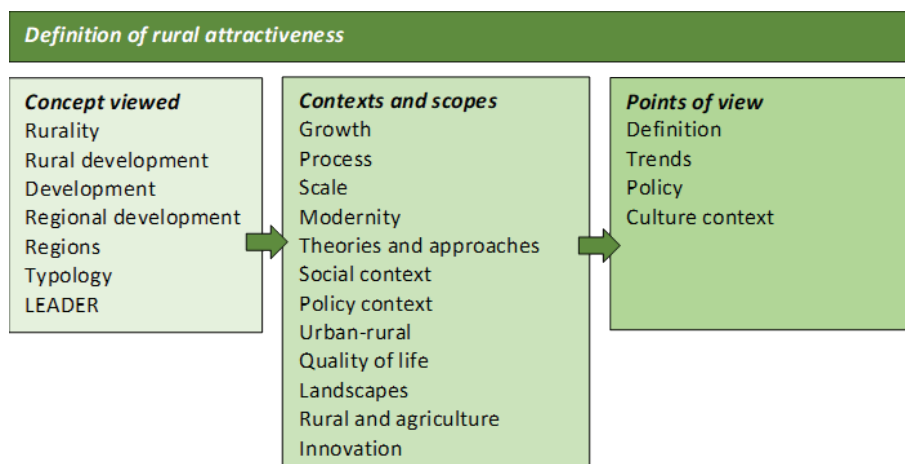 Definition of rural attractiveness
Concept viewed
Rurality
Rural development
Development
Regional development
Regions
Typology
LEADER
Contexts and scopes
Growth
Process
Scale
Modernity
Theories and approaches
Social context
Policy context
Urban-rural
Quality of life
Landscapes
Rural and agriculture
Innovation
Points of view
Definition
Trends
Policy
Culture context